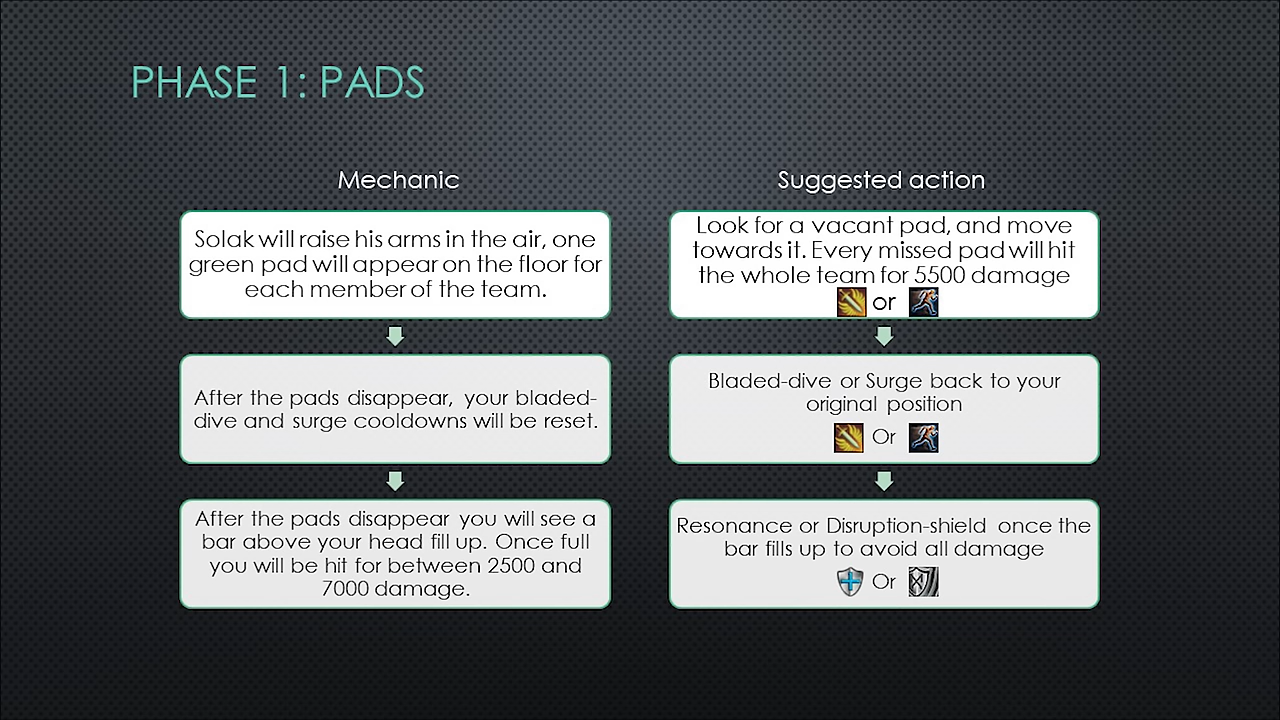 PHASE 1: PADS
Mechanic
Solak will raise his arms in the air, one
green pad will appear on the floor for
each member of the team.
After the pads disappear, your bladed-
dive and surge cooldowns will be reset.
After the pads disappear you will see a
bar above your head fill up. Once full
you will be hit for between 2500 and
7000 damage.
Suggested action
Look for a vacant pad, and move
towards it. Every missed pad will hit
the whole team for 5500 damage
or
Bladed-dive or Surge back to your
original position
Or
Resonance or Disruption-shield once the
bar fills up to avoid all damage
Or